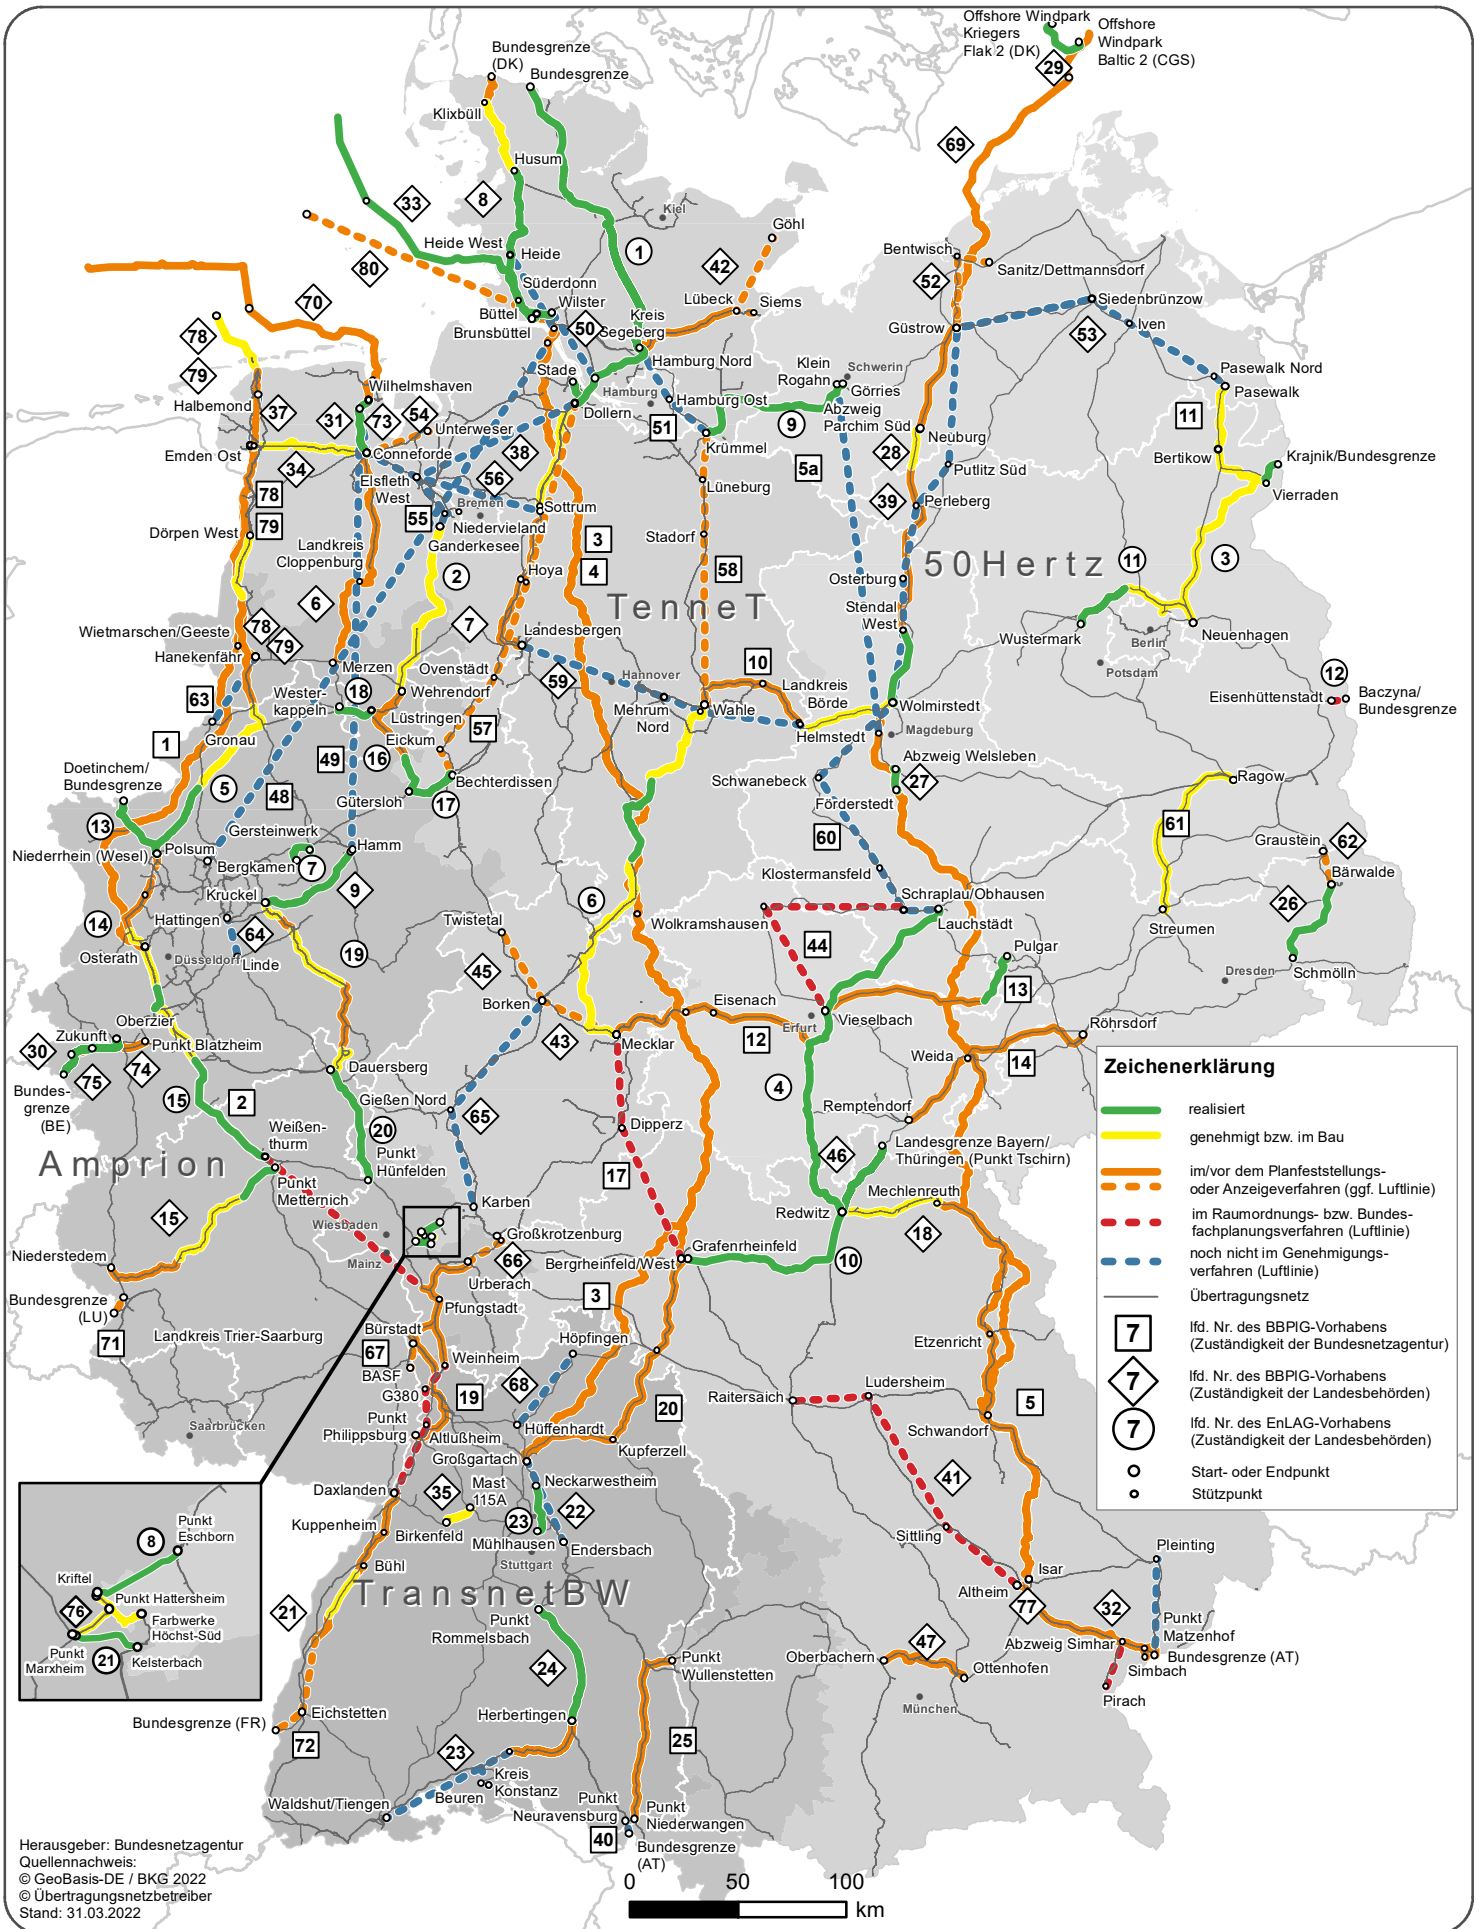 Offshore Windpark
Kriegers
Flak 2 (DK)
Offshore
Windpark
Baltic 2 (CGS)
29
Bundesgrenze
(DK)
Bundesgrenze
Klixbüll
69
Husum
33
8
Kiel
Göhl
Heide West
Heide
1
80
42
Bentwisch
Sanitz/Dettmannsdorf
52
Süderdonn
Wilster
Büttel
Brunsbüttel
50
Kreis
Segeberg
Lübeck
Siems
Siedenbrünzow
70
78
Güstrow
53
Iven
Hamburg Nord
79
Stade
Klein
Rogahn
Schwerin
Görries
Pasewalk Nord
Pasewalk
Wilhelmshaven
Hamburg
Hamburg Ost
Halbemond
37
31
73
54
Unterweser
Dollern
51
9
Abzweig
Parchim Süd
11
Neuburg
Krümmel
28
Emden Ost
Conneforde
38
5a
Putlitz Süd
Bertikow
Krajnik/Bundesgrenze
34
Elsfleth
West
56
Lüneburg
Vierraden
78
Bremen
Sottrum
39
Perleberg
79
55
Niedervieland
Ganderkesee
Dörpen West
Stadorf
3
Landkreis
Cloppenburg
50Hertz
11
3
4
2
Hoya
58
Osterburg
6
TenneT
Stendal
West
78
7
Landesbergen
Wustermark
Neuenhagen
Wietmarschen/Geeste
79
Berlin
Hanekenfähr
Merzen
Ovenstädt
Potsdam
59
Hannover
10
Landkreis
Börde
12
18
Wehrendorf
Eisenhüttenstadt
Baczyna/
Bundesgrenze
63
Wester-
kappeln
Mehrum
Nord
Wahle
Wolmirstedt
Lüstringen
57
Helmstedt
Magdeburg
1
Gronau
Eickum
49
16
Abzweig Welsleben
Doetinchem/
Bundesgrenze
5
48
Bechterdissen
Schwanebeck
27
Ragow
Gütersloh
17
Förderstedt
13
Gersteinwerk
61
60
Graustein
62
Niederrhein (Wesel)
Polsum
Bergkamen
7
Hamm
Klostermansfeld
Bärwalde
9
Kruckel
6
Schraplau/Obhausen
26
14
Hattingen
Twistetal
Wolkramshausen
Lauchstädt
Streumen
64
19
44
Pulgar
Osterath
Düsseldorf
Linde
45
Dresden
Schmölln
13
Borken
Eisenach
Oberzier
Erfurt
Vieselbach
Röhrsdorf
Zukunft
Punkt Blatzheim
43
Mecklar
12
30
74
Weida
14
75
Dauersberg
Bundes-
grenze
(BE)
15
2
Gießen Nord
4
65
Remptendorf
Weißen-
thurm
20
Dipperz
Amprion
Punkt
Hünfelden
46
Landesgrenze Bayern/
Thüringen (Punkt Tschirn)
17
Punkt
Metternich
Mechlenreuth
15
Karben
Redwitz
Wiesbaden
18
Großkrotzenburg
Grafenrheinfeld
Niederstedem
Mainz
66
Bergrheinfeld/West
10
Urberach
Bundesgrenze
(LU)
Pfungstadt
3
71
Landkreis Trier-Saarburg
Bürstadt
Höpfingen
Etzenricht
67
Weinheim
BASF
G380
68
Ludersheim
19
Raitersaich
5
Punkt
Philippsburg
20
Saarbrücken
Altlußheim
Hüffenhardt
Schwandorf
Großgartach
Kupferzell
Daxlanden
35
Mast
115A
Neckarwestheim
41
22
Kuppenheim
Birkenfeld
23
Mühlhausen
Sittling
Endersbach
Stuttgart
Pleinting
Bühl
Isar
TransnetBW
Altheim
21
77
32
Punkt
Rommelsbach
Punkt
Matzenhof
Abzweig Simhar
47
Bundesgrenze (AT)
Punkt
Wullenstetten
Oberbachern
Simbach
24
Ottenhofen
Pirach
München
Herbertingen
Eichstetten
Bundesgrenze (FR)
25
72
23
Kreis
Konstanz
Beuren
Waldshut/Tiengen
Punkt
Neuravensburg
Punkt
Niederwangen
40
Bundesgrenze
(AT)
Zeichenerklärung
realisiert
genehmigt bzw. im Bau
im/vor dem Planfeststellungs-
oder Anzeigeverfahren (ggf. Luftlinie)
im Raumordnungs- bzw. Bundes-
fachplanungsverfahren (Luftlinie)
noch nicht im Genehmigungs-
verfahren (Luftlinie)
Übertragungsnetz
7
lfd. Nr. des BBPlG-Vorhabens
(Zuständigkeit der Bundesnetzagentur)
7
lfd. Nr. des BBPlG-Vorhabens
(Zuständigkeit der Landesbehörden)
7
lfd. Nr. des EnLAG-Vorhabens
(Zuständigkeit der Landesbehörden)
Start- oder Endpunkt
Stützpunkt
Punkt
Eschborn
8
Kriftel
Punkt Hattersheim
76
21
Farbwerke
Höchst-Süd
Punkt
Marxheim
21
Kelsterbach
Herausgeber: Bundesnetzagentur
Quellennachweis:
© GeoBasis-DE / BKG 2022
© Übertragungsnetzbetreiber
Stand: 31.03.2022
0 50 100
km